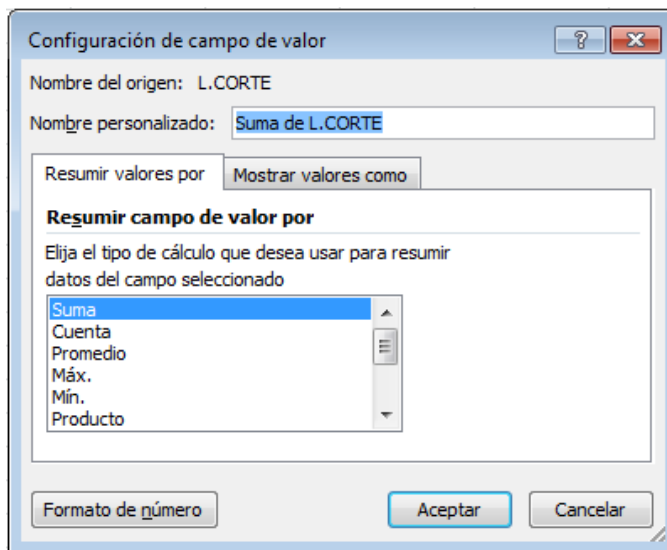 Configuración de campo de valor
Nombre del origen: L.CORTE
Nombre personalizado: Suma de L.CORTE
Resumir valores por Mostrar valores como
Resumir campo de valor por
Elija el tipo de cálculo que desea usar para resumir
datos del campo seleccionado
Suma
Cuenta
Promedio
Máx.
Mín.
Producto
Formato de número Aceptar Cancelar